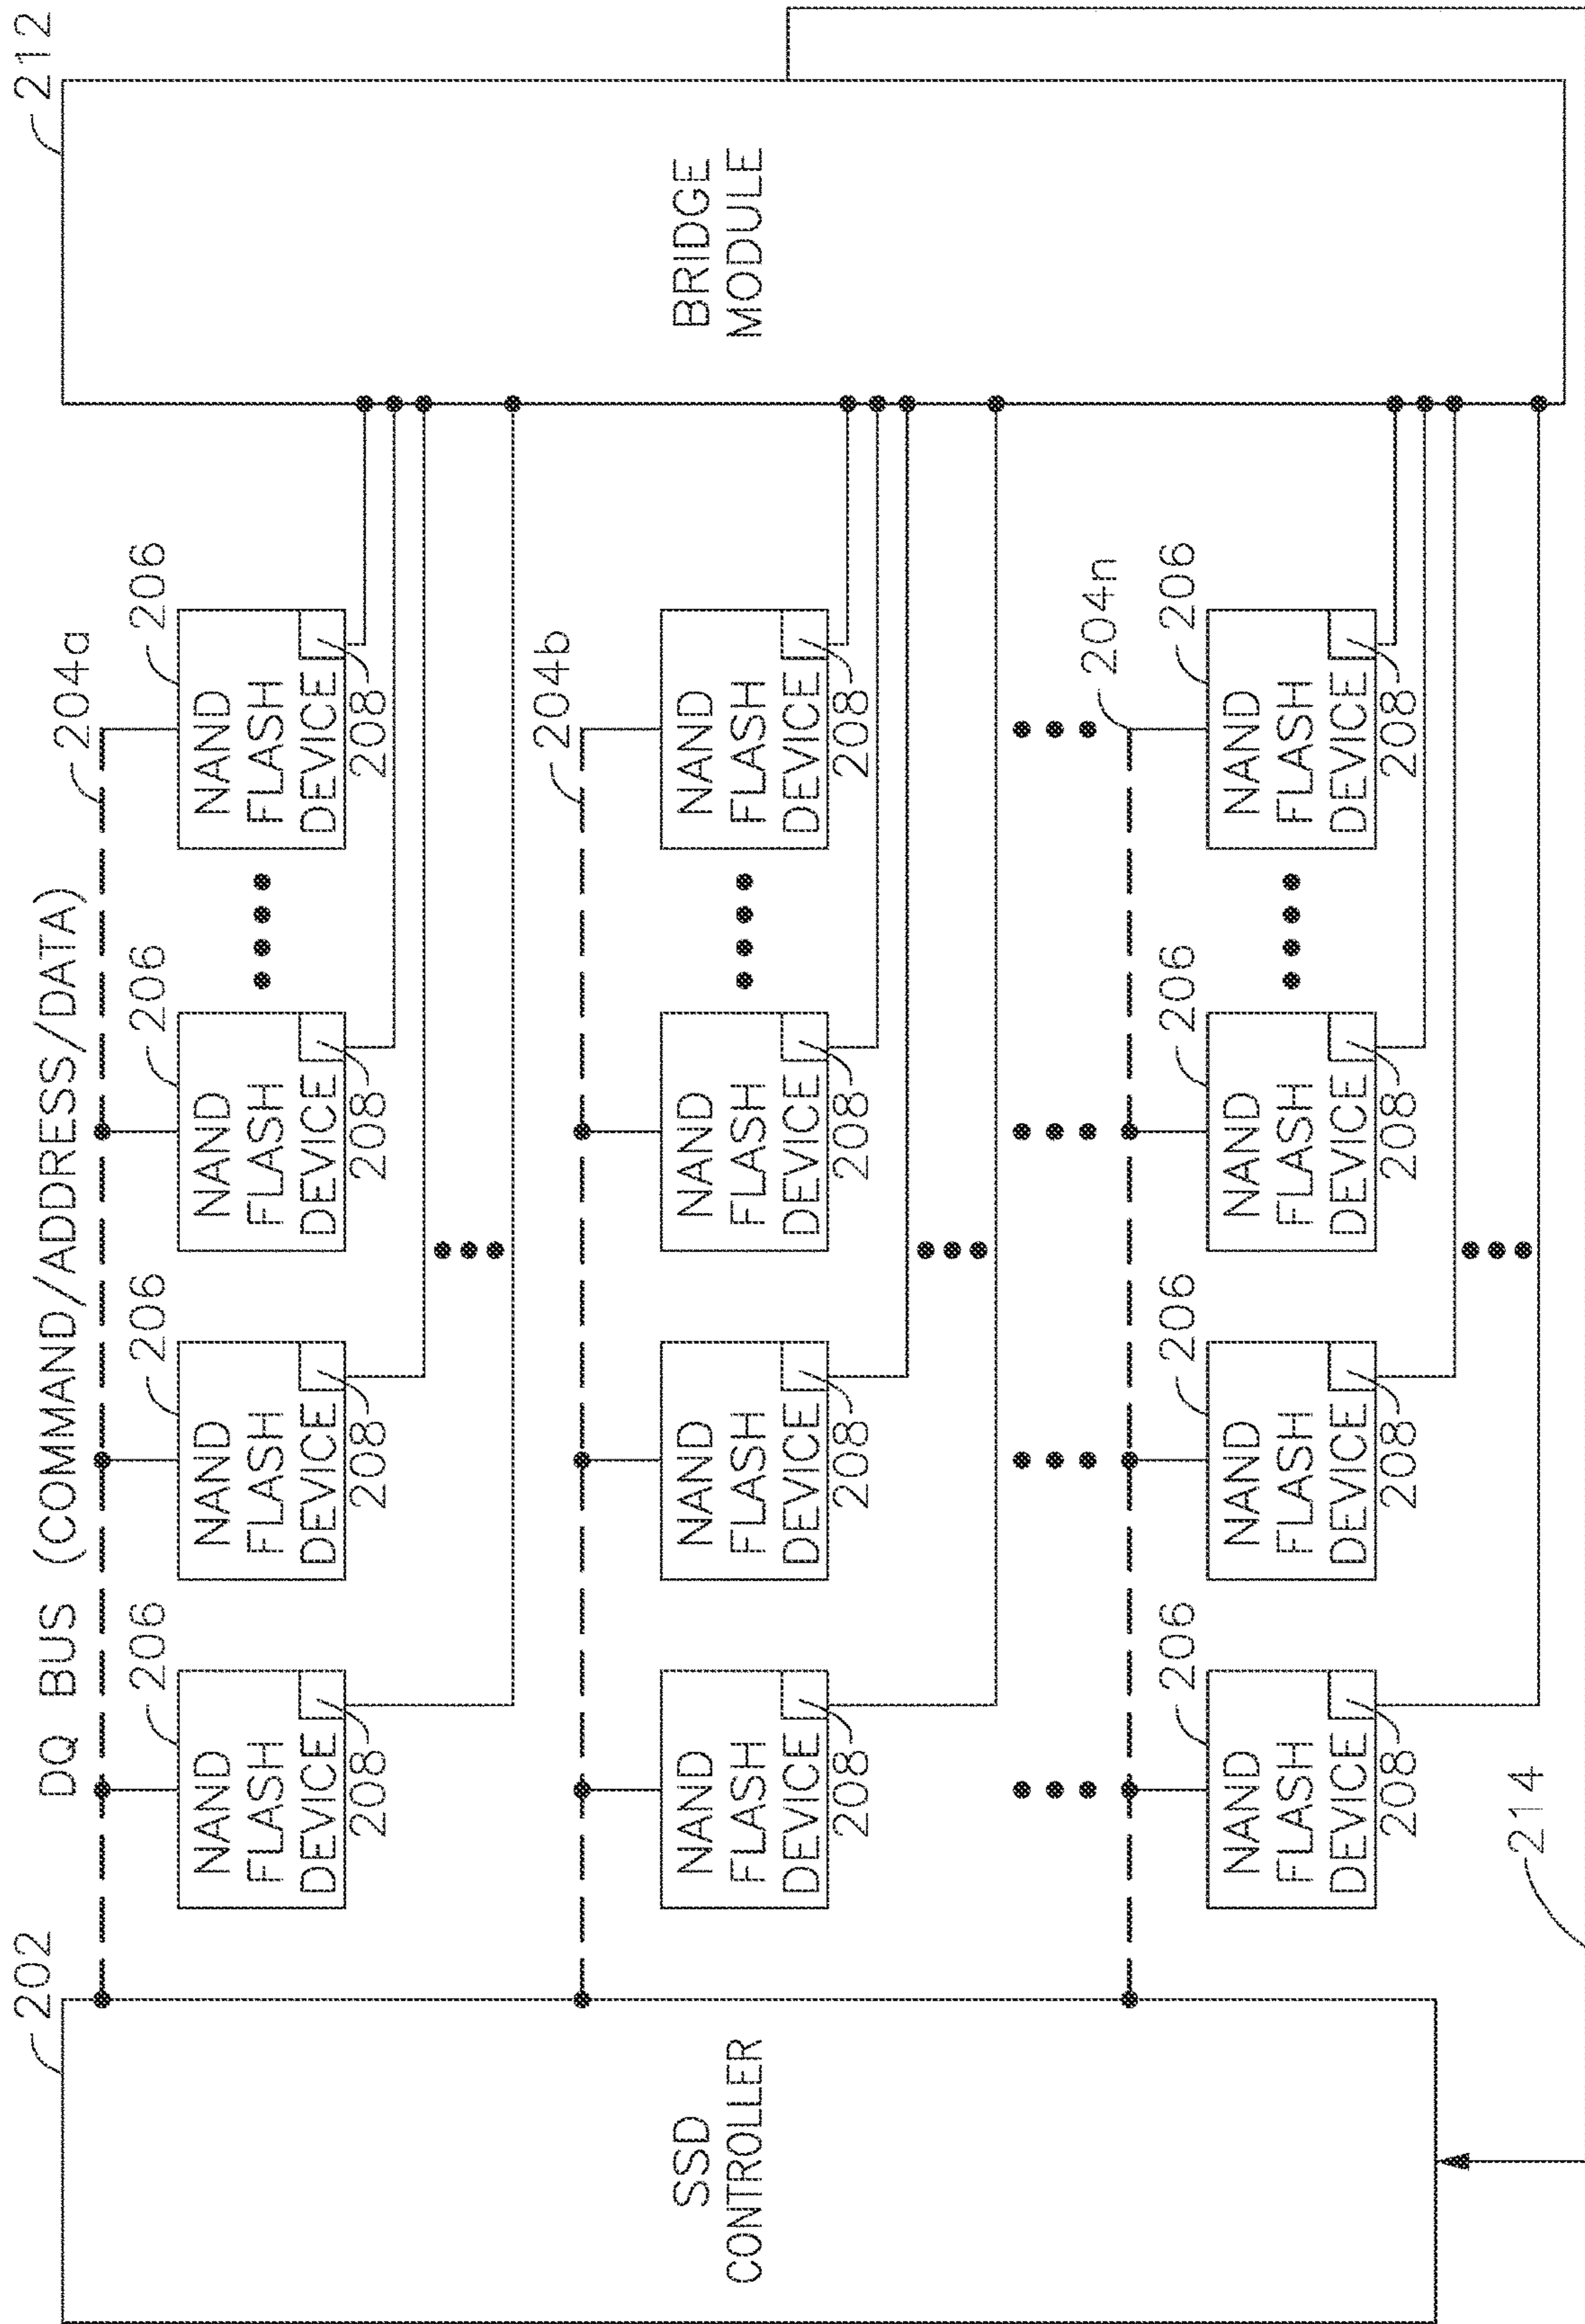 202
DQ BUS (COMMAND/ADDRESS/DATA)
204a
212
206
206
206
206
NAND
FLASH
DEVICE
208
NAND
FLASH
DEVICE
208
NAND
FLASH
DEVICE
208
NAND
FLASH
DEVICE
208
204b
SSD
CONTROLLER
NAND
FLASH
DEVICE
208
NAND
FLASH
DEVICE
208
NAND
FLASH
DEVICE
208
NAND
FLASH
DEVICE
208
BRIDGE
MODULE
204n
206
206
206
206
NAND
FLASH
DEVICE
208
NAND
FLASH
DEVICE
208
NAND
FLASH
DEVICE
208
NAND
FLASH
DEVICE
208
214